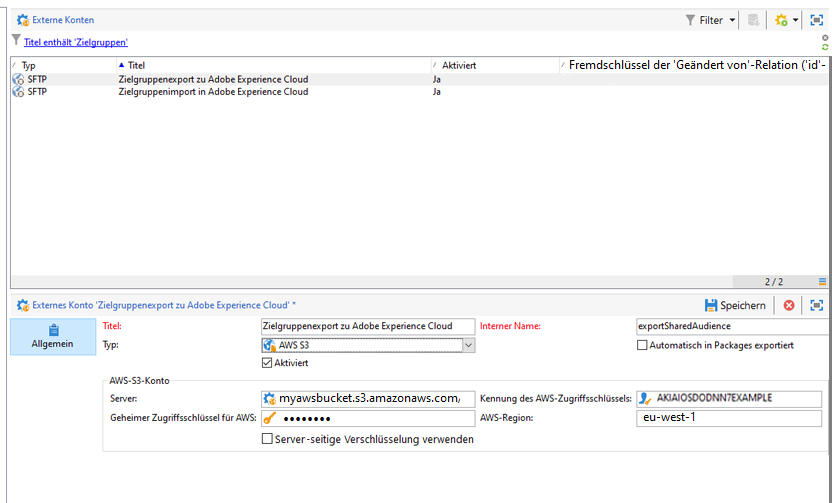 Externe Konten Filter
Titel enthält 'Zielgruppen'
Typ Titel Aktiviert Fremdschlüssel der 'Geändert von'-Relation ('id'-
SFTP Zielgruppenexport zu Adobe Experience Cloud Ja
SFTP Zielgruppenimport in Adobe Experience Cloud Ja
2 / 2
Externes Konto 'Zielgruppenexport zu Adobe Experience Cloud' * Speichern
Allgemein
Titel: Zielgruppenexport zu Adobe Experience Cloud Interner Name: exportSharedAudience
Typ: AWS S3 Automatisch in Packages exportiert
Aktiviert
AWS-S3-Konto
Server: myawsbucket.s3.amazonaws.com/ Kennung des AWS-Zugriffsschlüssels: AKIAIOSDODNN7EXAMPLE
Geheimer Zugriffsschlüssel für AWS: •••••••• AWS-Region: eu-west-1
Server-seitige Verschlüsselung verwenden